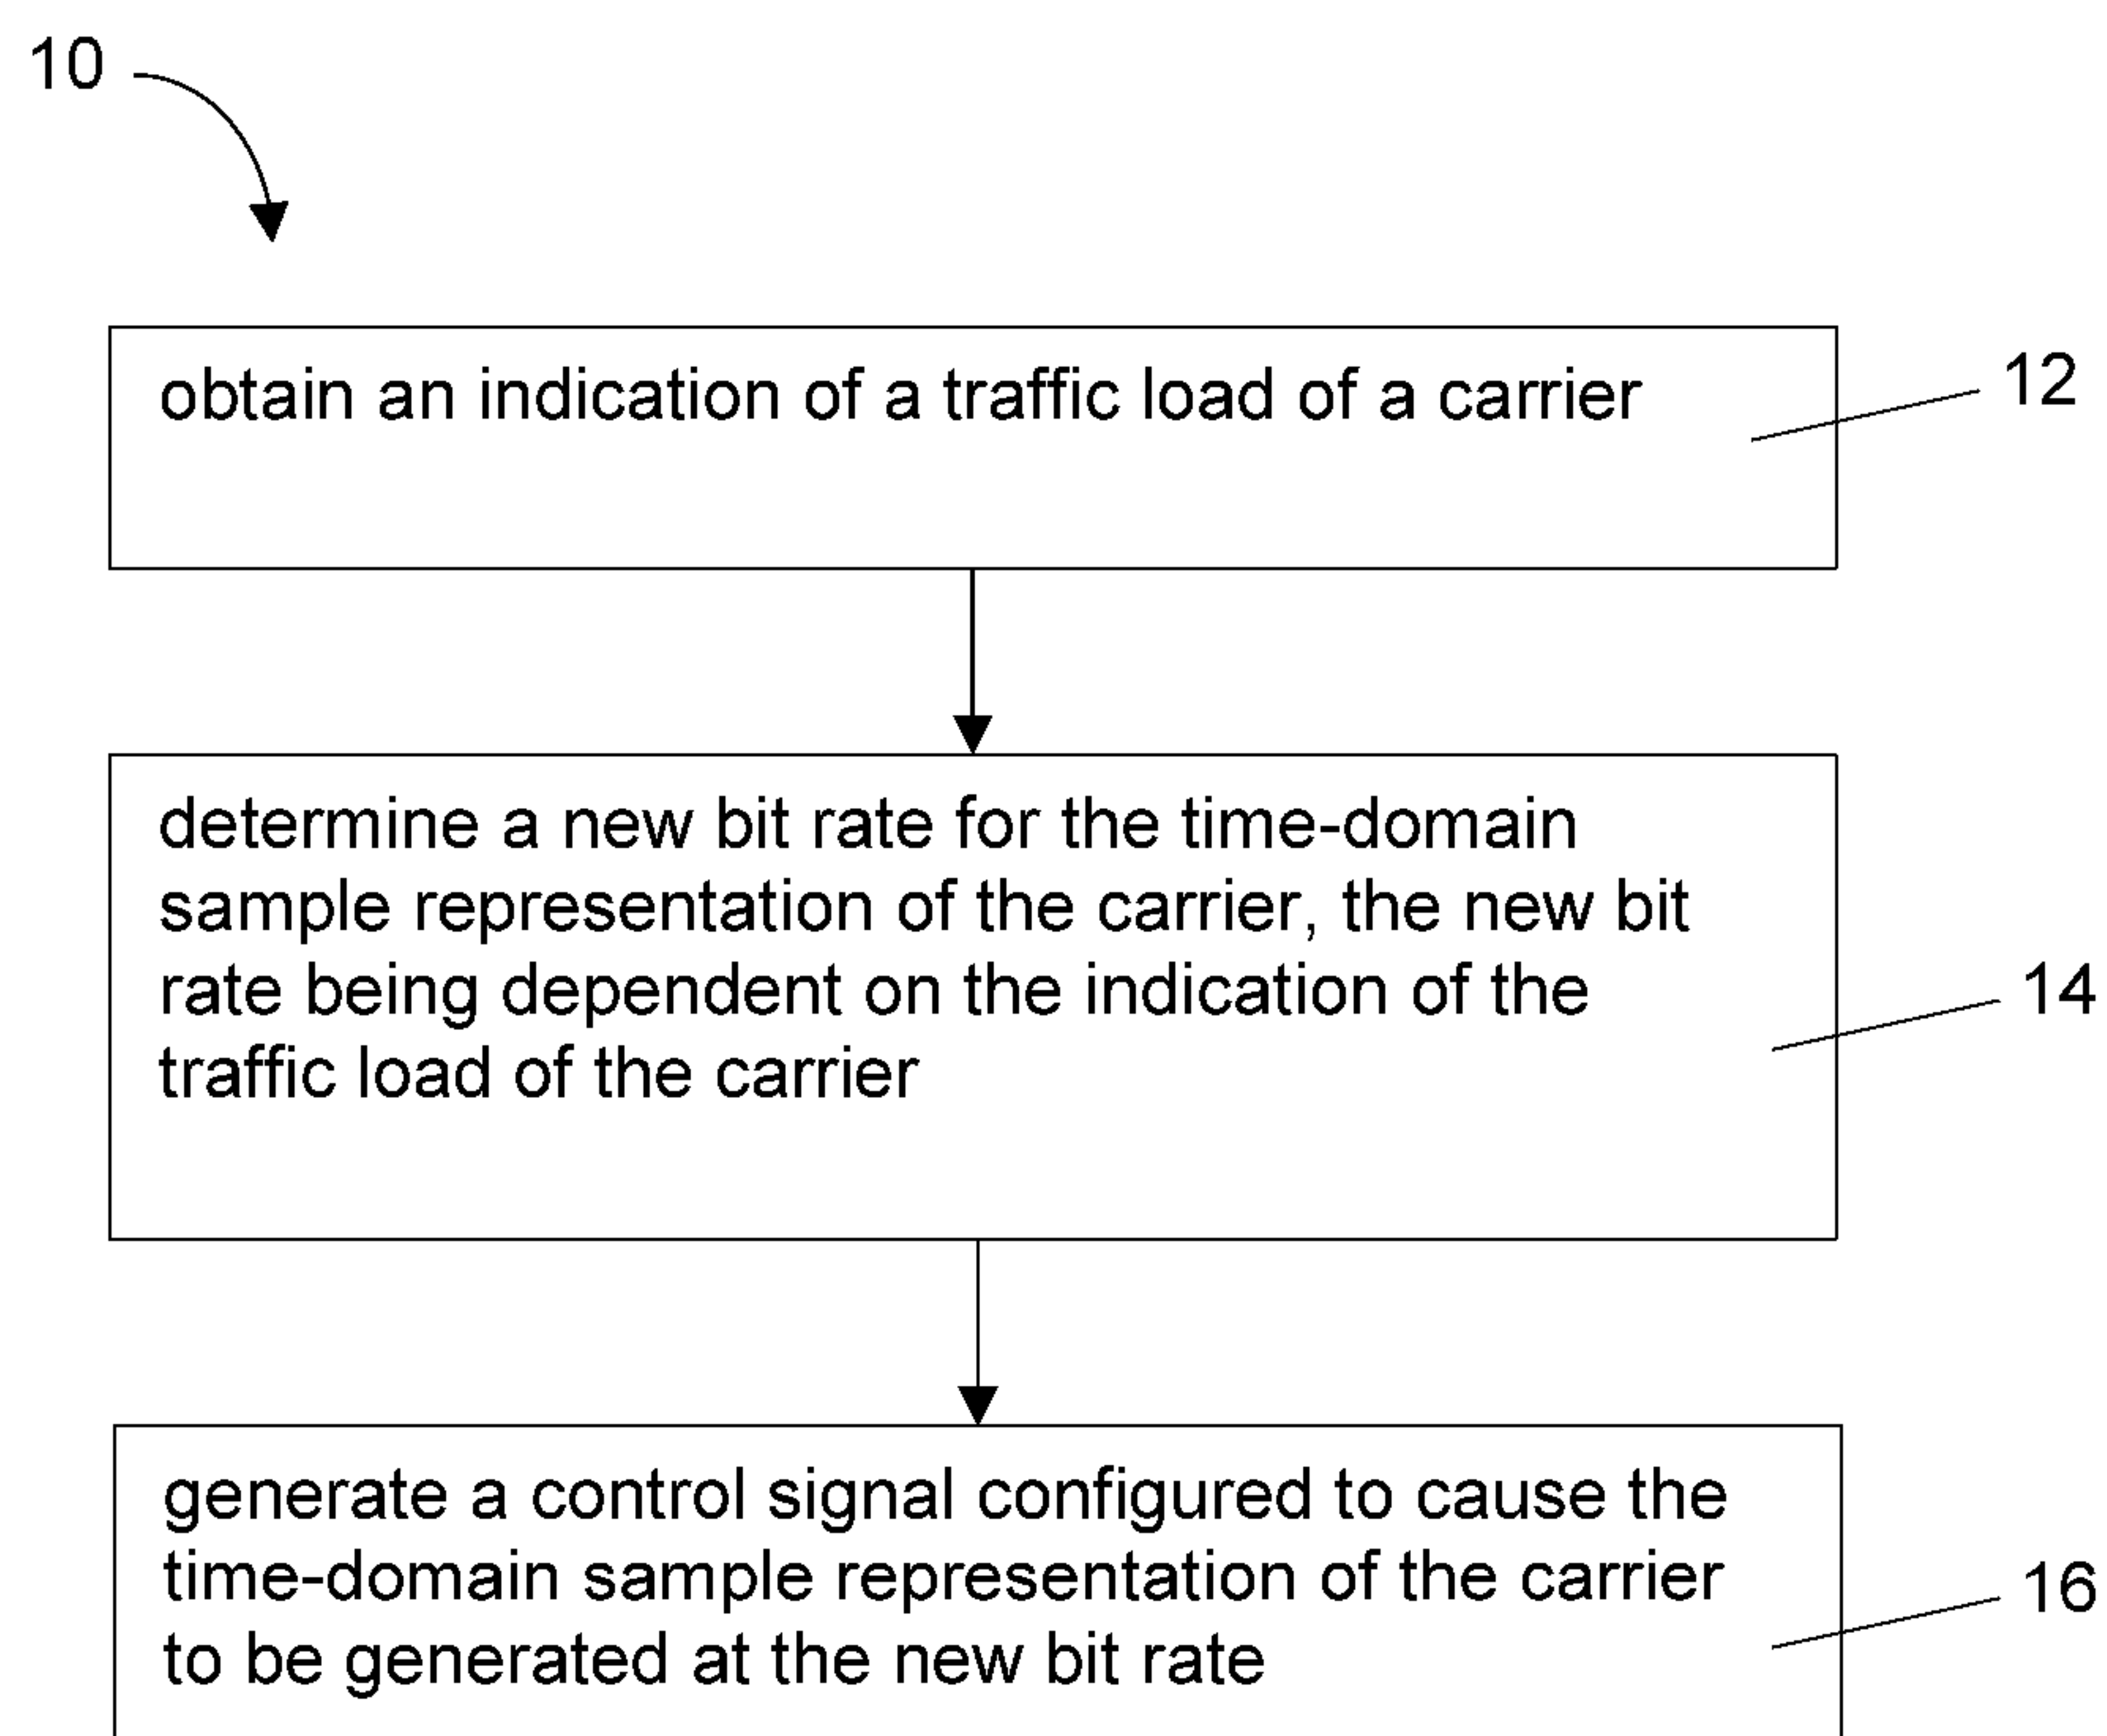 10
obtain an indication of a traffic load of a carrier
12
determine a new bit rate for the time-domain
sample representation of the carrier, the new bit
rate being dependent on the indication of the
traffic load of the carrier
14
generate a control signal configured to cause the
time-domain sample representation of the carrier
to be generated at the new bit rate
16